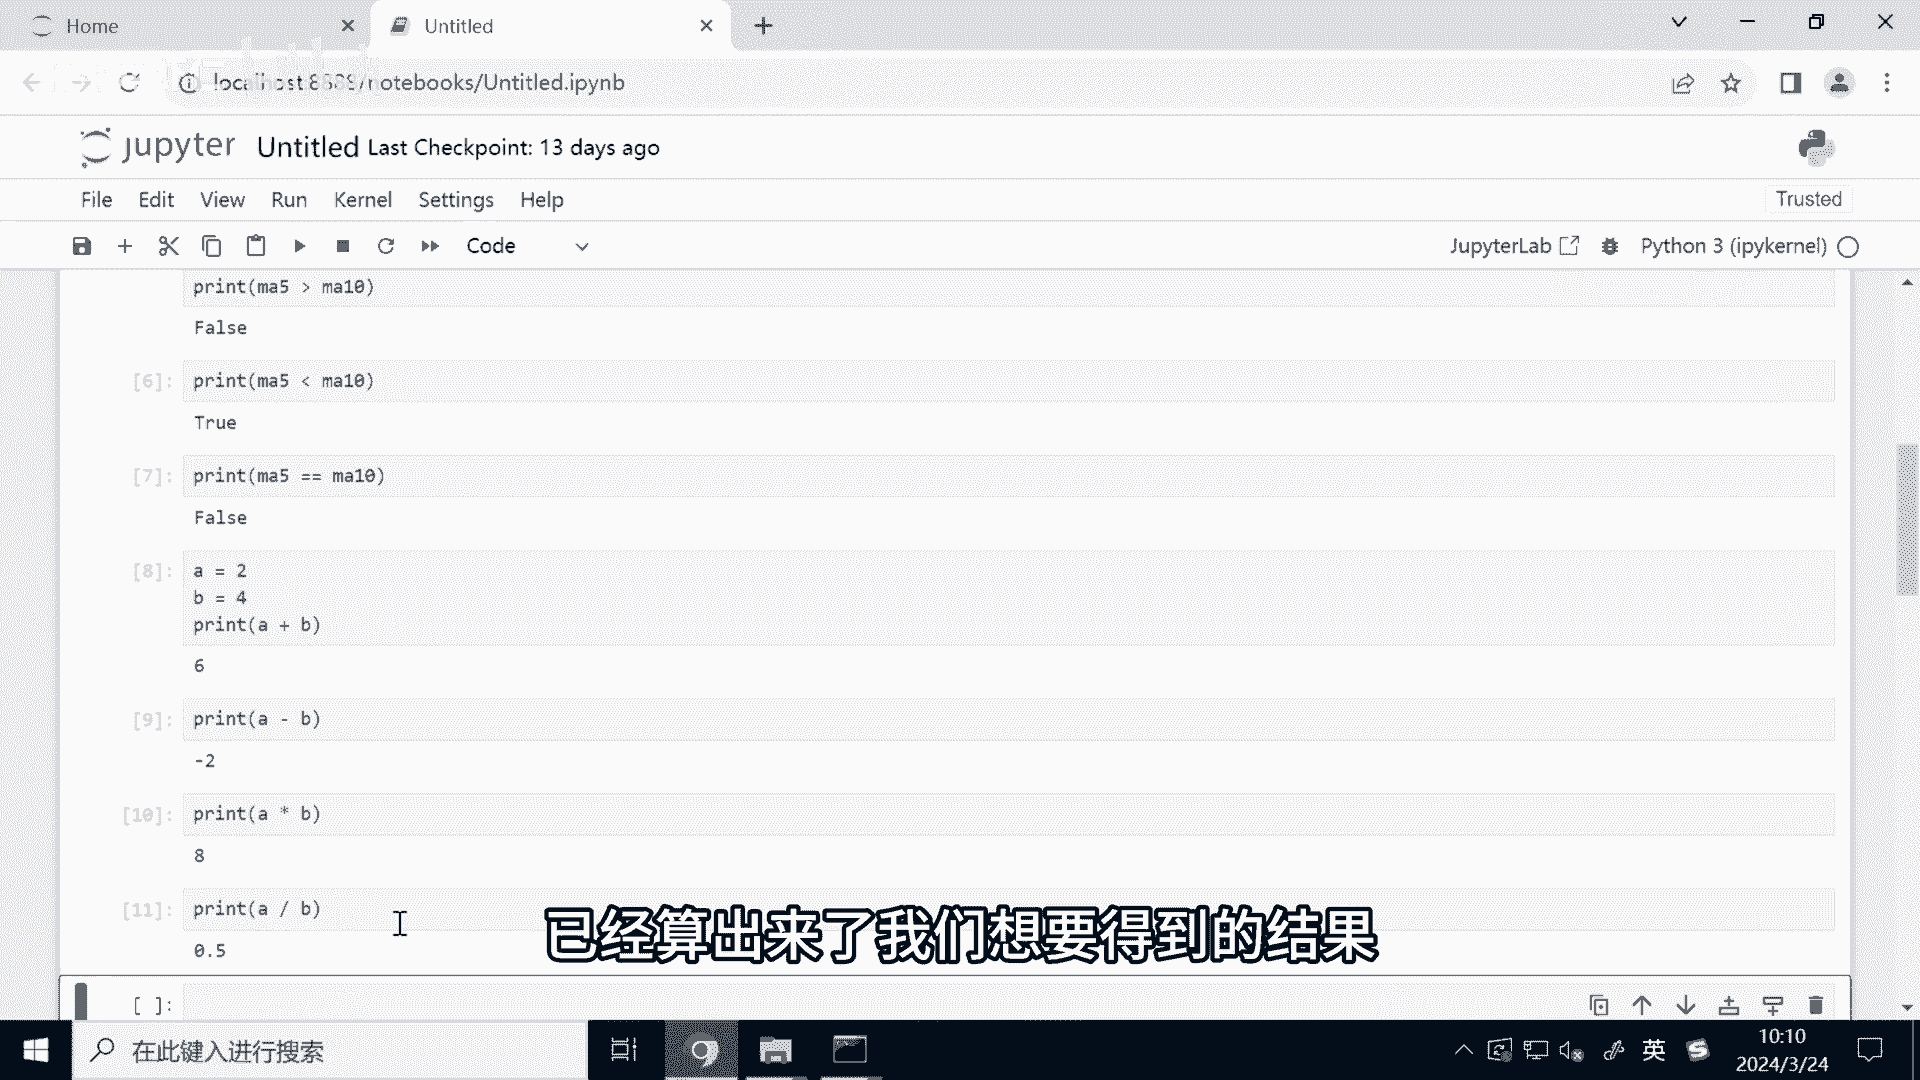 Home
Untitled
localhost:8888/notebooks/Untitled.ipynb
jupyter Untitled Last Checkpoint: 13 days ago
File Edit View Run Kernel Settings Help Trusted
Code JupyterLab Python 3 (ipykernel)
print(ma5 > ma10)
False
[6]: print(ma5 < ma10)
True
[7]: print(ma5 == ma10)
False
[8]: a = 2
b = 4
print(a + b)
6
[9]: print(a - b)
-2
[10]: print(a * b)
8
[11]: print(a / b)
0.5
已经算出来了我们想要得到的结果
[ ]:
在此键入进行搜索
英
10:10
2024/3/24